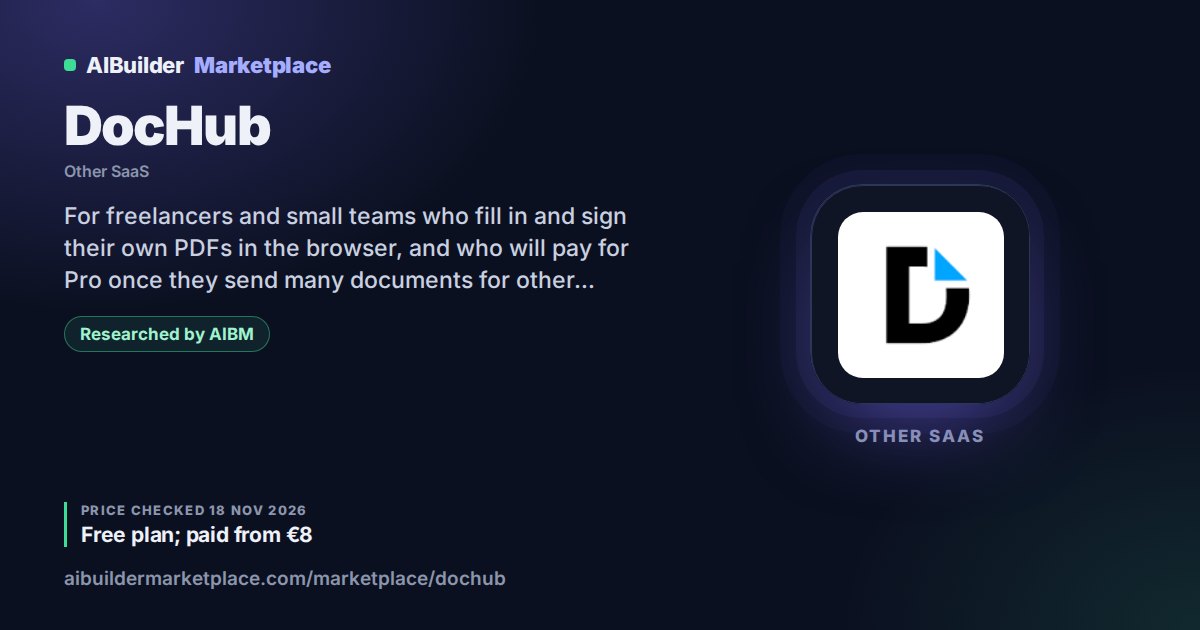 AIBuilder Marketplace
DocHub
Other SaaS
For freelancers and small teams who fill in and sign
their own PDFs in the browser, and who will pay for
Pro once they send many documents for other...
Researched by AIBM
OTHER SAAS
PRICE CHECKED 18 NOV 2026
Free plan; paid from €8
aibuildermarketplace.com/marketplace/dochub